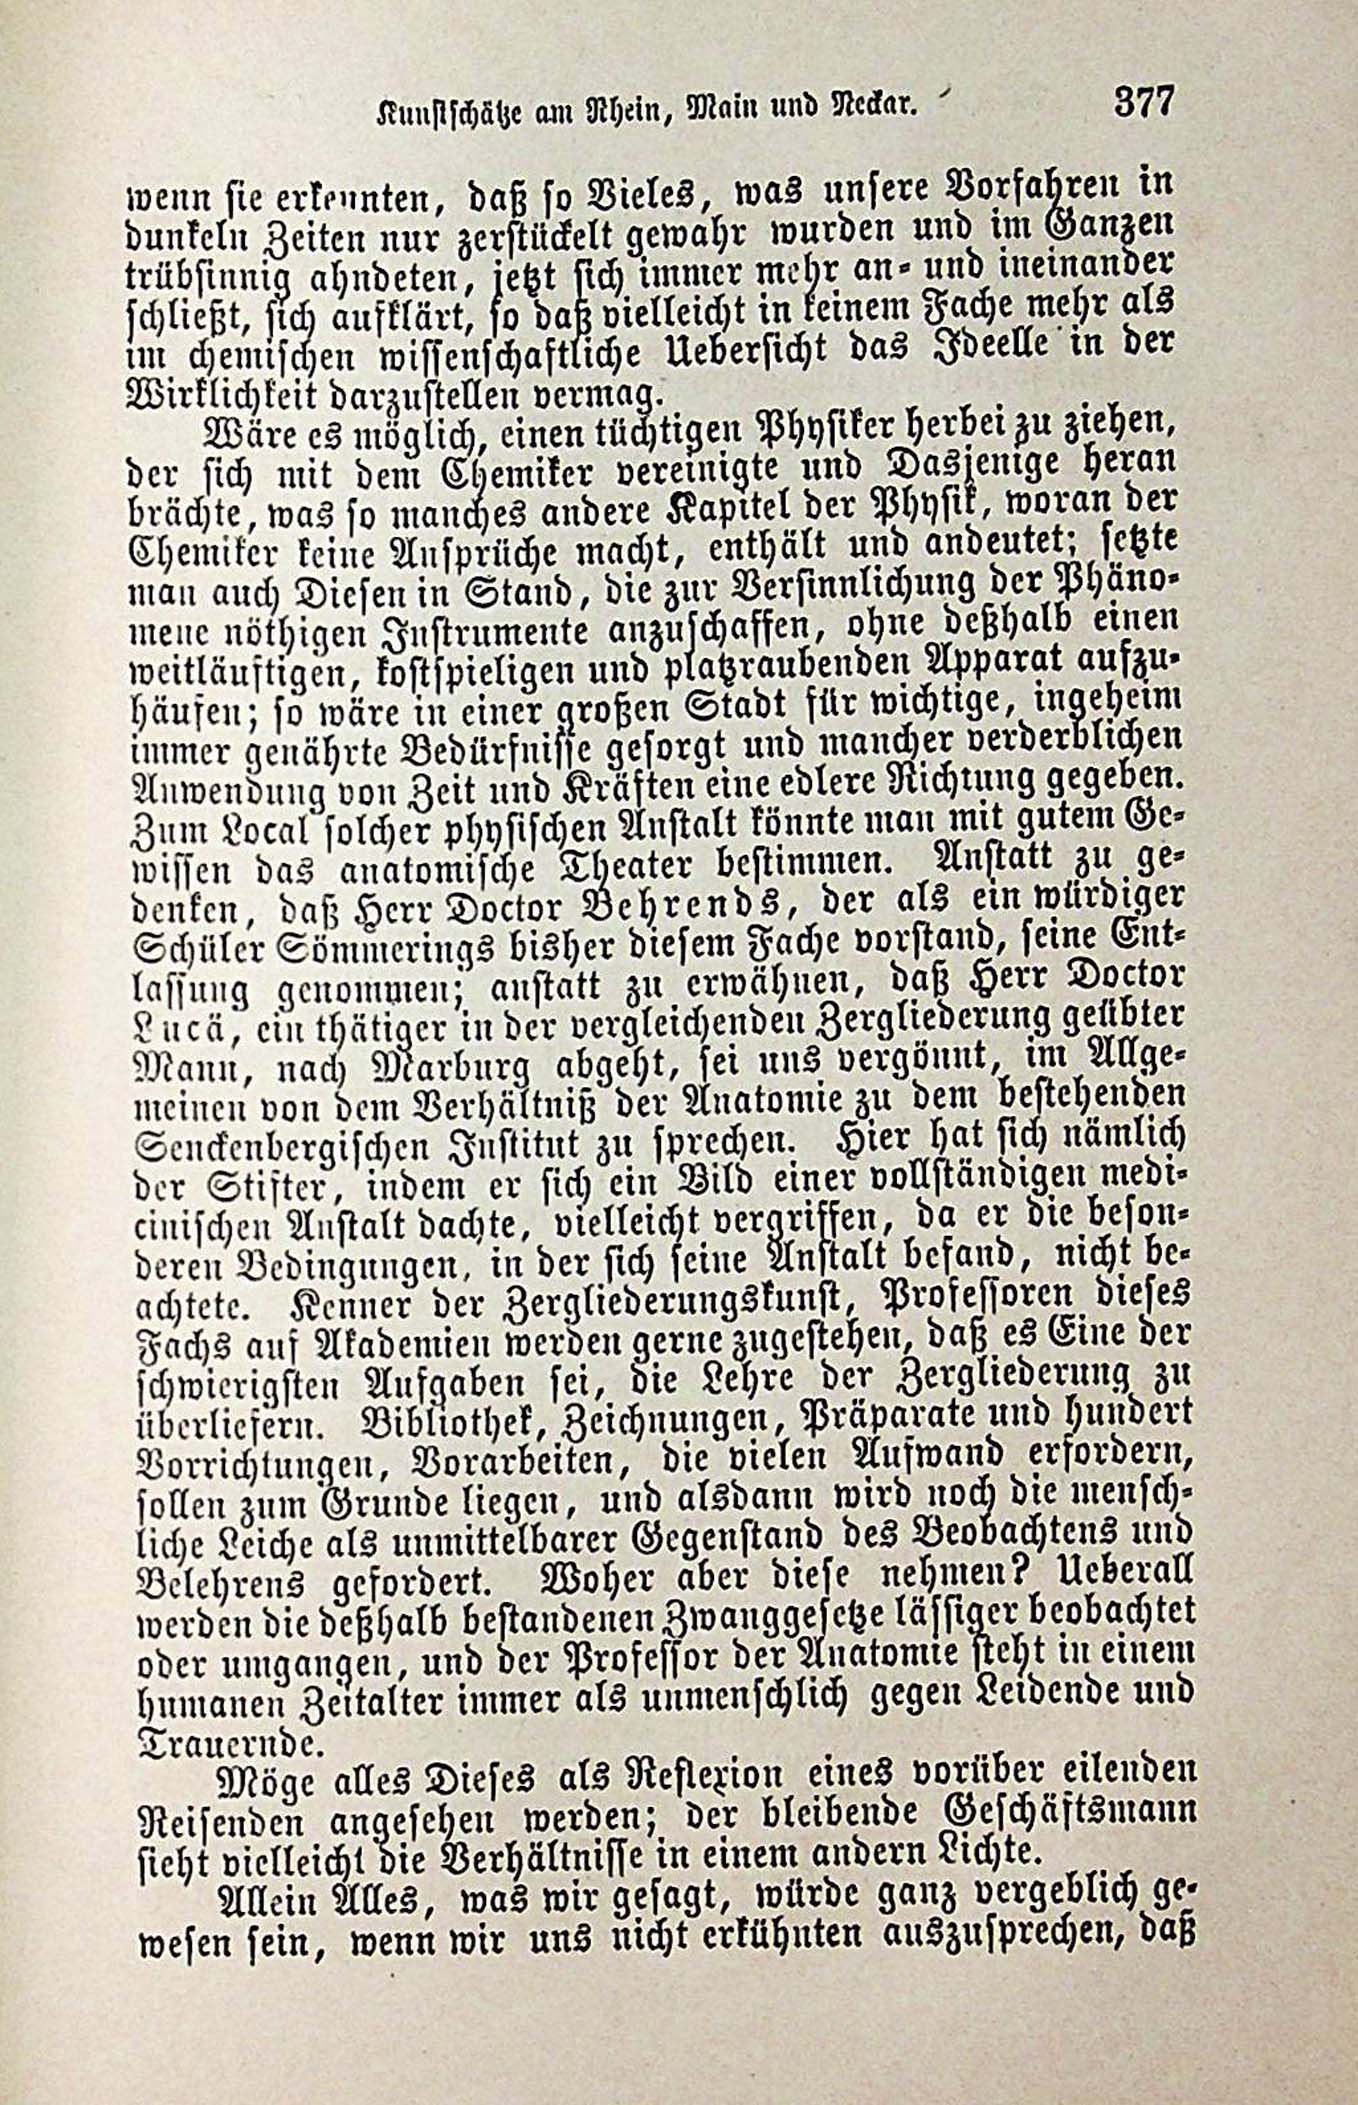 Kunstschätze am Rhein, Main und Neckar. 377
wenn sie erkennten, daß so Vieles, was unsere Vorfahren in
dunkeln Zeiten nur zerstückelt gewahr wurden und im Ganzen
trübsinnig ahndeten, jetzt sich immer mehr an- und ineinander
schließt, sich aufklärt, so daß vielleicht in keinem Fache mehr als
im chemischen wissenschaftliche Uebersicht das Ideelle in der
Wirklichkeit darzustellen vermag.
Wäre es möglich, einen tüchtigen Physiker herbei zu ziehen,
der sich mit dem Chemiker vereinigte und Dasjenige heran
brächte, was so manches andere Kapitel der Physik, woran der
Chemiker keine Ansprüche macht, enthält und andeutet; setzte
man auch Diesen in Stand, die zur Versinnlichung der Phäno-
mene nöthigen Instrumente anzuschaffen, ohne deßhalb einen
weitläuftigen, kostspieligen und platzraubenden Apparat aufzu-
häufen; so wäre in einer großen Stadt für wichtige, ingeheim
immer genährte Bedürfnisse gesorgt und mancher verderblichen
Anwendung von Zeit und Kräften eine edlere Richtung gegeben.
Zum Local solcher physischen Anstalt könnte man mit gutem Ge-
wissen das anatomische Theater bestimmen. Anstatt zu ge-
denken, daß Herr Doctor Behrends, der als ein würdiger
Schüler Sömmerings bisher diesem Fache vorstand, seine Ent-
lassung genommen; anstatt zu erwähnen, daß Herr Doctor
Lucä, ein thätiger in der vergleichenden Zergliederung geübter
Mann, nach Marburg abgeht, sei uns vergönnt, im Allge-
meinen von dem Verhältniß der Anatomie zu dem bestehenden
Senckenbergischen Institut zu sprechen. Hier hat sich nämlich
der Stifter, indem er sich ein Bild einer vollständigen medi-
cinischen Anstalt dachte, vielleicht vergriffen, da er die beson-
deren Bedingungen, in der sich seine Anstalt befand, nicht be-
achtete. Kenner der Zergliederungskunst, Professoren dieses
Fachs auf Akademien werden gerne zugestehen, daß es Eine der
schwierigsten Aufgaben sei, die Lehre der Zergliederung zu
überliefern. Bibliothek, Zeichnungen, Präparate und hundert
Vorrichtungen, Vorarbeiten, die vielen Aufwand erfordern,
sollen zum Grunde liegen, und alsdann wird noch die mensch-
liche Leiche als unmittelbarer Gegenstand des Beobachtens und
Belehrens gefordert. Woher aber diese nehmen? Ueberall
werden die deßhalb bestandenen Zwanggesetze lässiger beobachtet
oder umgangen, und der Professor der Anatomie steht in einem
humanen Zeitalter immer als unmenschlich gegen Leidende und
Trauernde.
Möge alles Dieses als Reflexion eines vorüber eilenden
Reisenden angesehen werden; der bleibende Geschäftsmann
sieht vielleicht die Verhältnisse in einem andern Lichte.
Allein Alles, was wir gesagt, würde ganz vergeblich ge-
wesen sein, wenn wir uns nicht erkühnten auszusprechen, daß